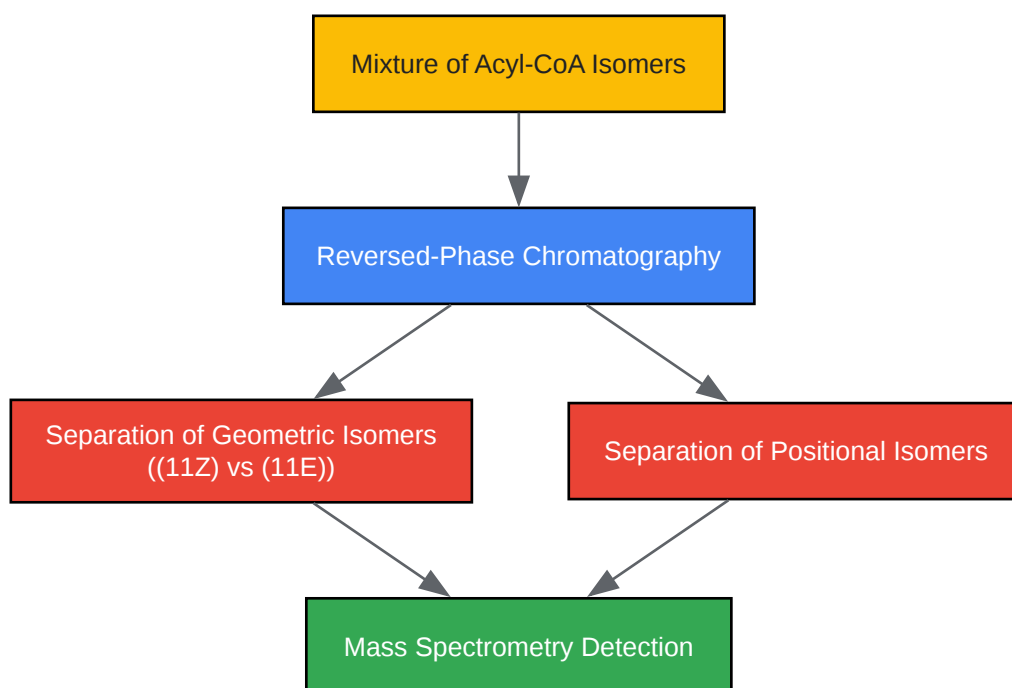 Mixture of Acyl-CoA Isomers
Reversed-Phase Chromatography
Separation of Geometric Isomers
((11Z) vs (11E))
Separation of Positional Isomers
Mass Spectrometry Detection